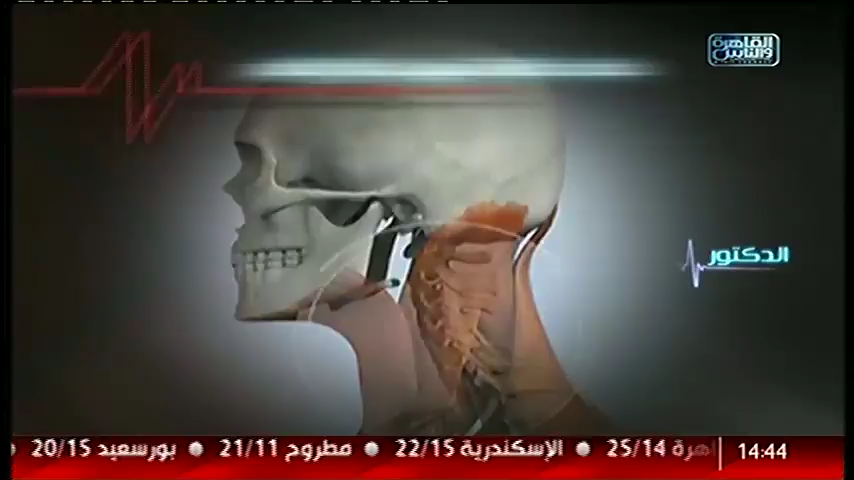 القاهرة
والناس
الدكتور
14:44 هرة 25/14 الإسكندرية 22/15 مطروح 21/11 بورسعيد 20/15